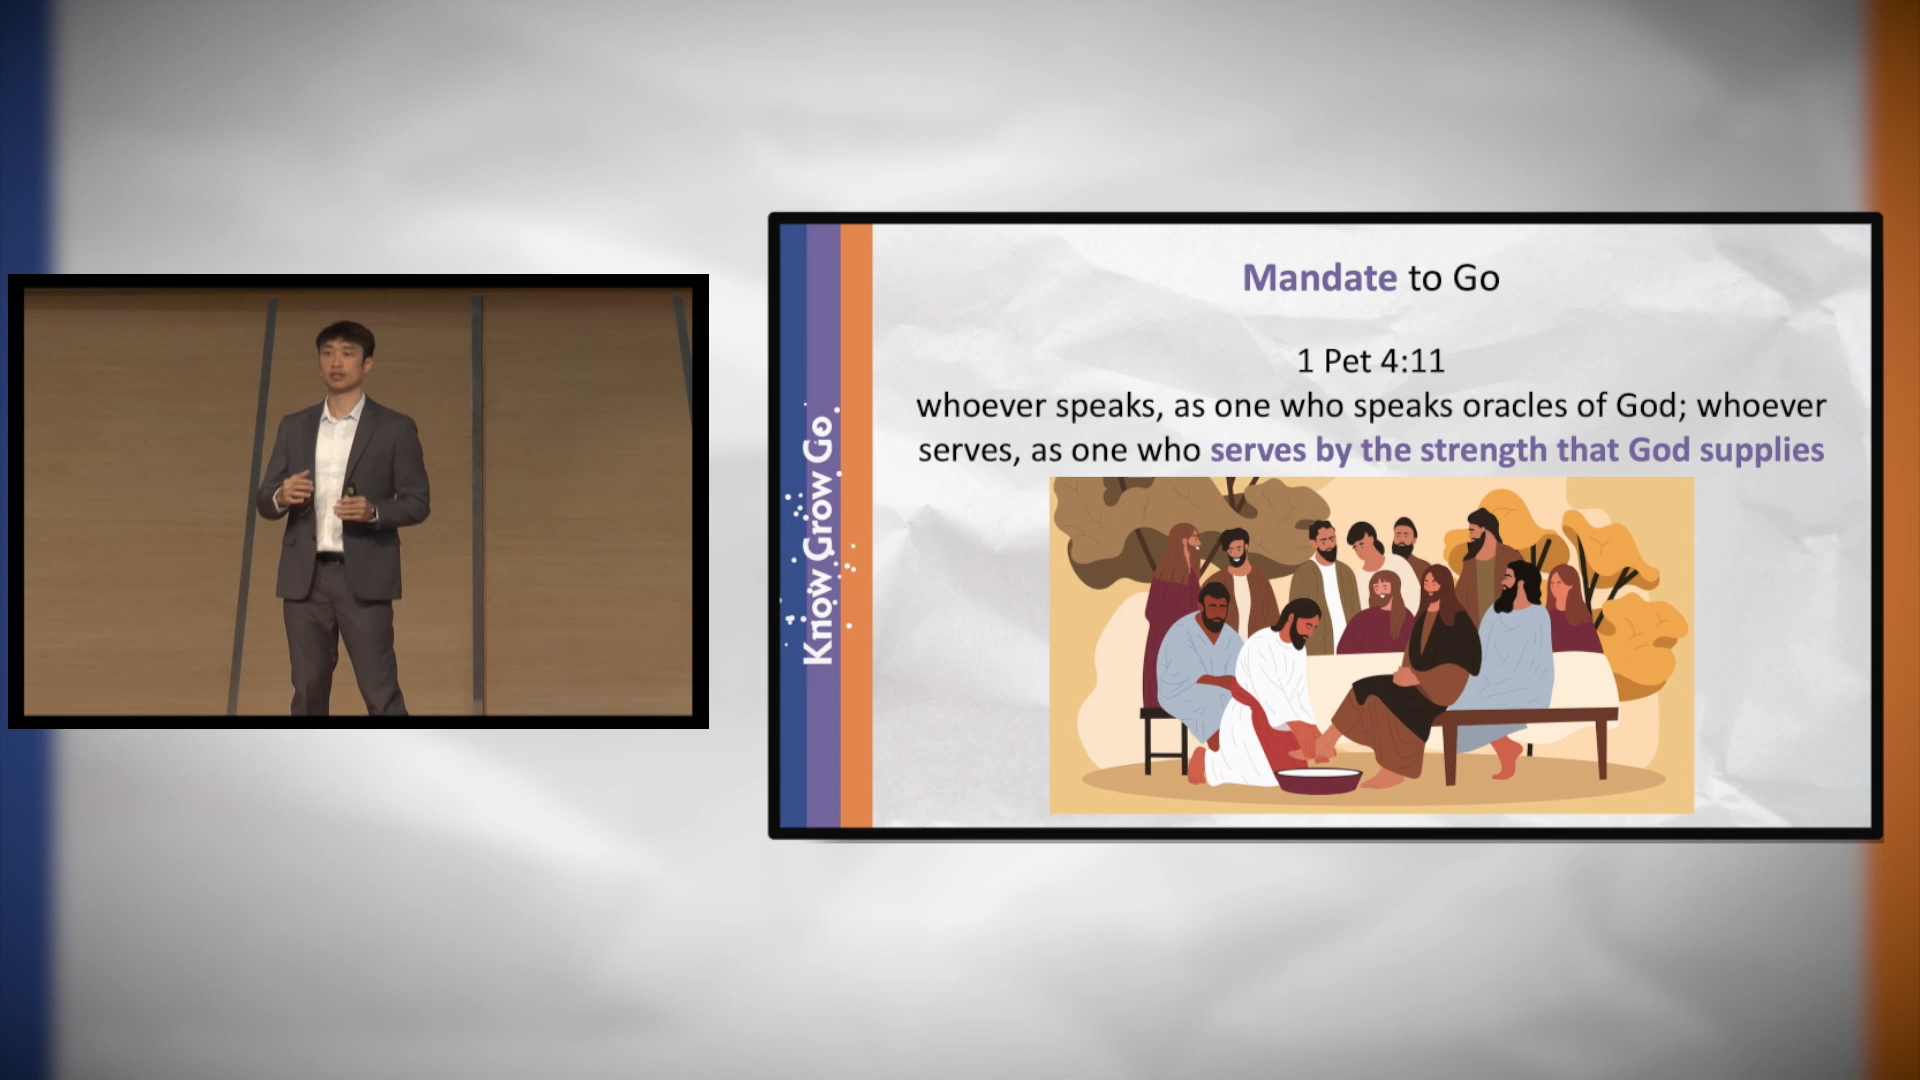 Mandate to Go
1 Pet 4:11
whoever speaks, as one who speaks oracles of God; whoever
serves, as one who serves by the strength that God supplies
Know Grow Go